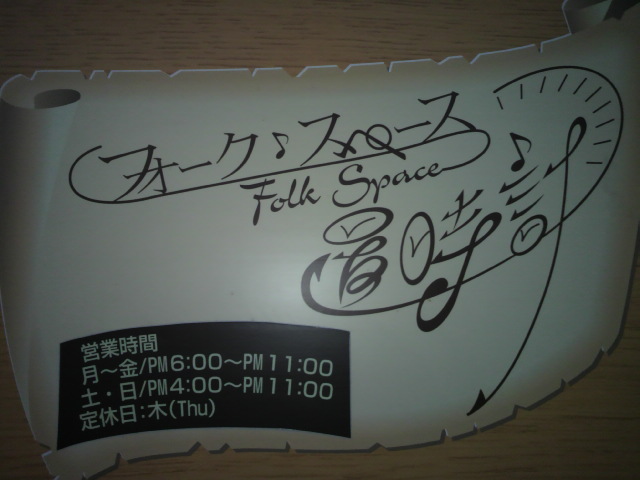 フォーク♪スペース
Folk Space
置時計
営業時間
月～金/PM6:00～PM11:00
土・日/PM4:00～PM11:00
定休日:木(Thu)